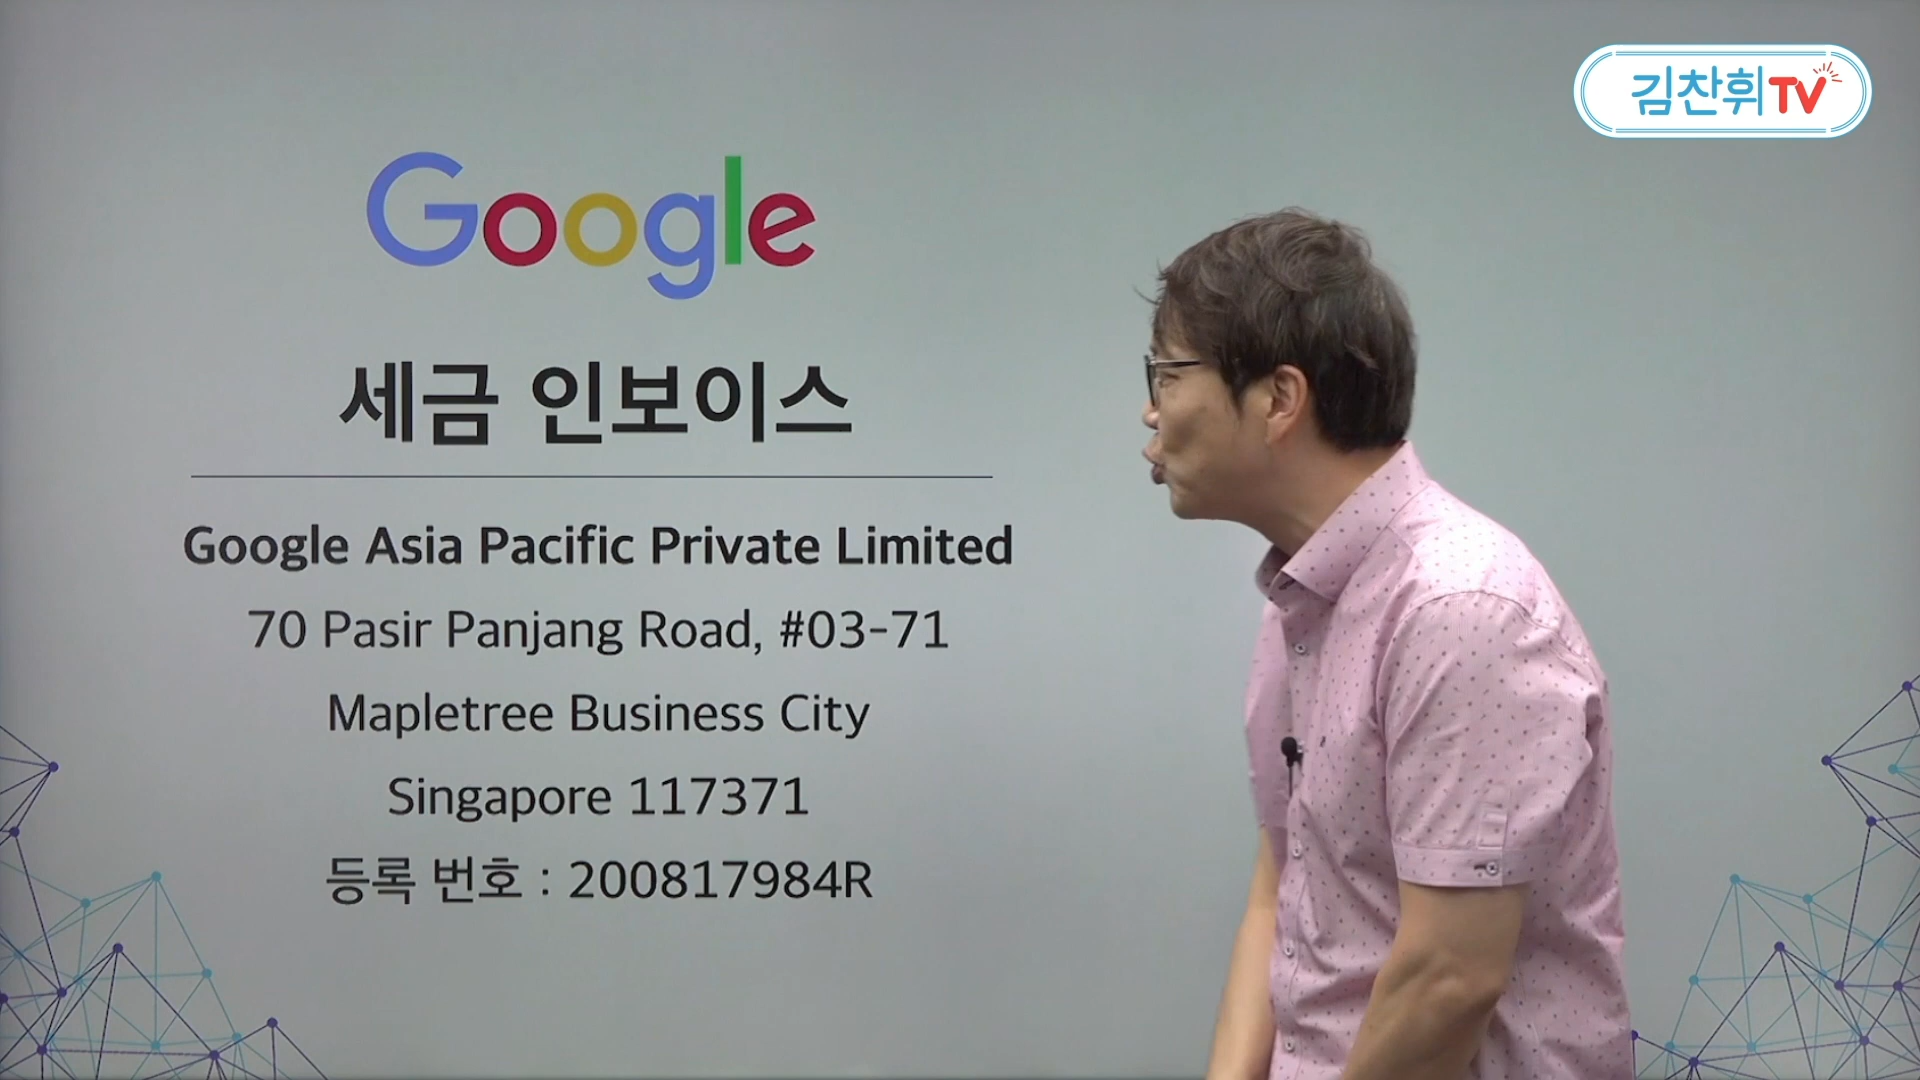 김찬휘TV
Google
세금 인보이스
Google Asia Pacific Private Limited
70 Pasir Panjang Road, #03-71
Mapletree Business City
Singapore 117371
등록 번호 : 200817984R